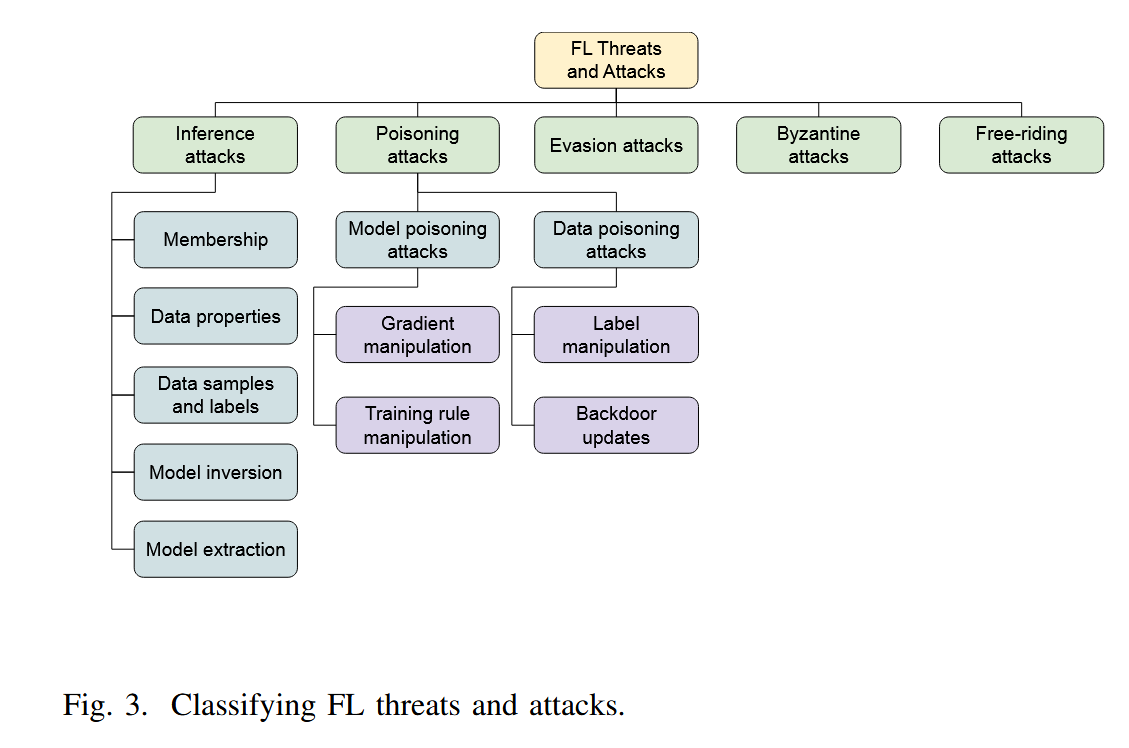 FL Threats
and Attacks
Inference
attacks
Poisoning
attacks
Evasion attacks
Byzantine
attacks
Free-riding
attacks
Membership
Data properties
Data samples
and labels
Model inversion
Model extraction
Model poisoning
attacks
Gradient
manipulation
Training rule
manipulation
Data poisoning
attacks
Label
manipulation
Backdoor
updates
Fig. 3. Classifying FL threats and attacks.